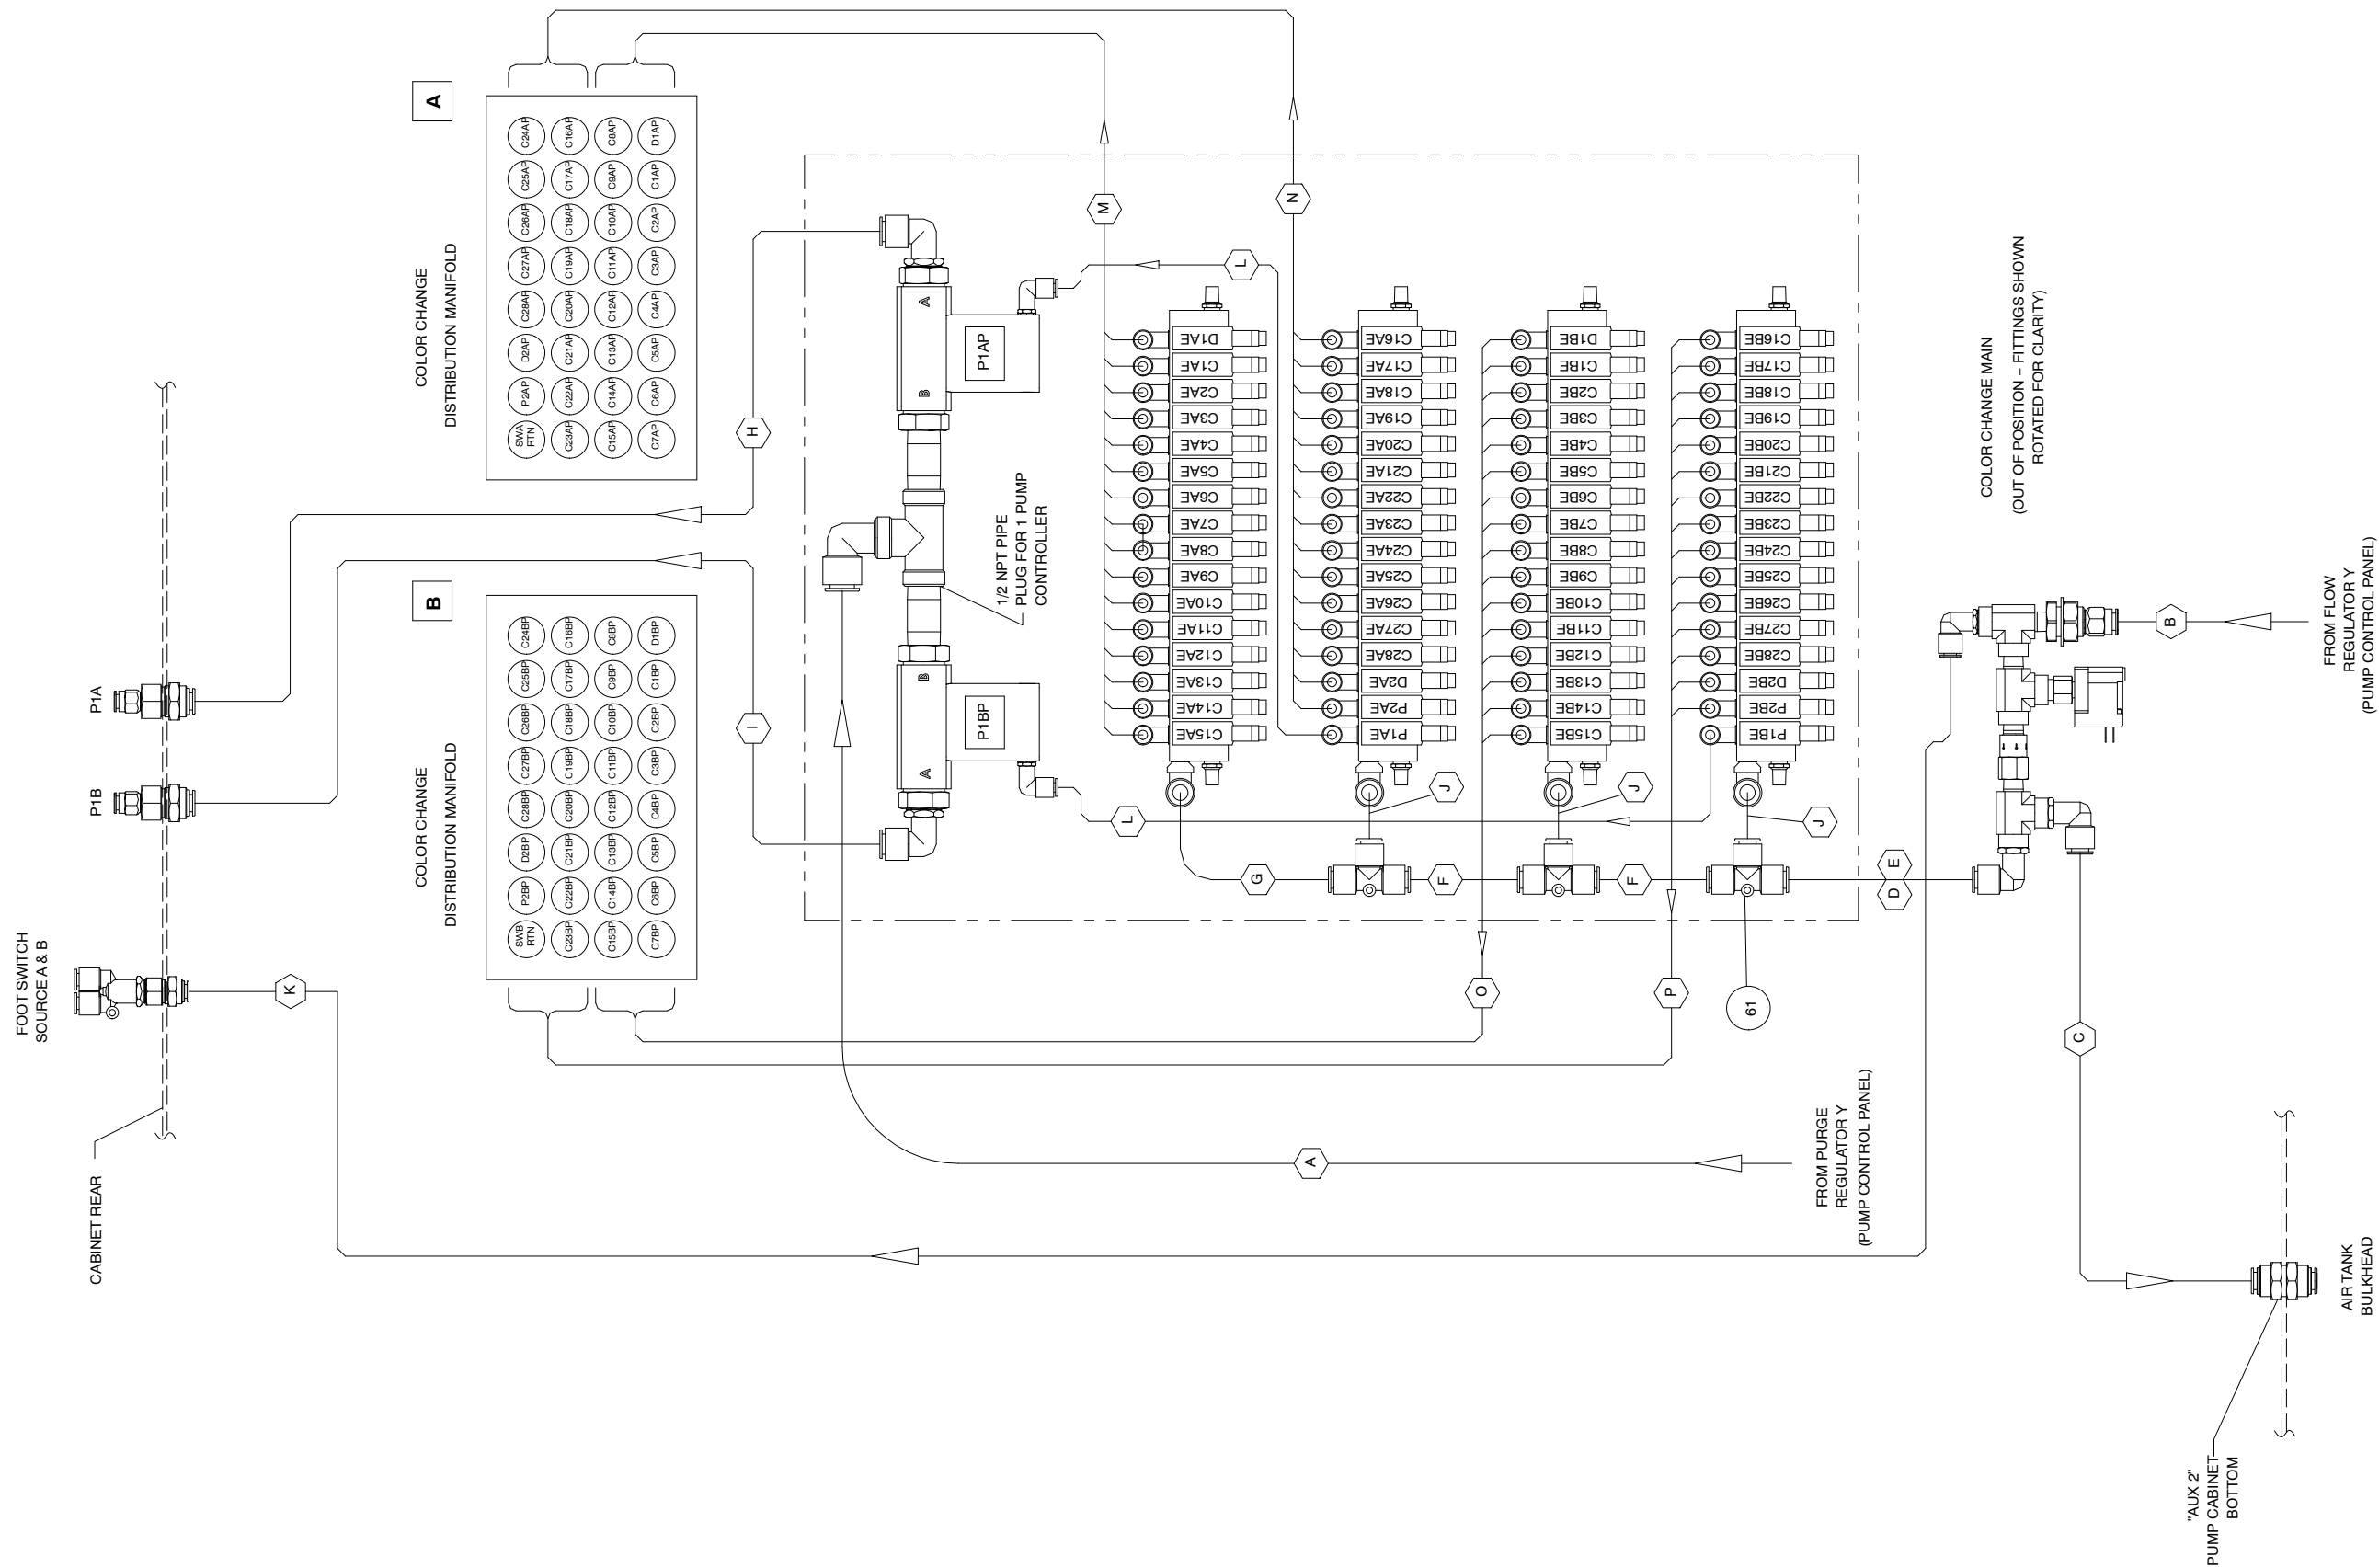 FOOT SWITCH
SOURCE A & B
P1B
P1A
CABINET REAR
K
COLOR CHANGE
DISTRIBUTION MANIFOLD
B
SWB RTN P2BP D2BP C28BP C27BP C26BP C25BP C24BP
C23BP C22BP C21BP C20BP C19BP C18BP C17BP C16BP
C15BP C14BP C13BP C12BP C11BP C10BP C9BP C8BP
C7BP C6BP C5BP C4BP C3BP C2BP C1BP D1BP
COLOR CHANGE
DISTRIBUTION MANIFOLD
A
SWA RTN P2AP D2AP C28AP C27AP C26AP C25AP C24AP
C23AP C22AP C21AP C20AP C19AP C18AP C17AP C16AP
C15AP C14AP C13AP C12AP C11AP C10AP C9AP C8AP
C7AP C6AP C5AP C4AP C3AP C2AP C1AP D1AP
I
H
A B
B A
P1BP
P1AP
1/2 NPT PIPE
PLUG FOR 1 PUMP
CONTROLLER
L
M
C15AE C14AE C13AE C12AE C11AE C10AE C9AE C8AE C7AE C6AE C5AE C4AE C3AE C2AE C1AE D1AE
L
G
N
A
P1AE P2AE D2AE C28AE C27AE C26AE C25AE C24AE C23AE C22AE C21AE C20AE C19AE C18AE C17AE C16AE
J
F
O
C15BE C14BE C13BE C12BE C11BE C10BE C9BE C8BE C7BE C6BE C5BE C4BE C3BE C2BE C1BE D1BE
J
F
P
P1BE P2BE D2BE C28BE C27BE C26BE C25BE C24BE C23BE C22BE C21BE C20BE C19BE C18BE C17BE C16BE
61
J
FROM PURGE
REGULATOR Y
(PUMP CONTROL PANEL)
D E
COLOR CHANGE MAIN
(OUT OF POSITION – FITTINGS SHOWN
ROTATED FOR CLARITY)
C
B
"AUX 2"
PUMP CABINET
BOTTOM
AIR TANK
BULKHEAD
FROM FLOW
REGULATOR Y
(PUMP CONTROL PANEL)